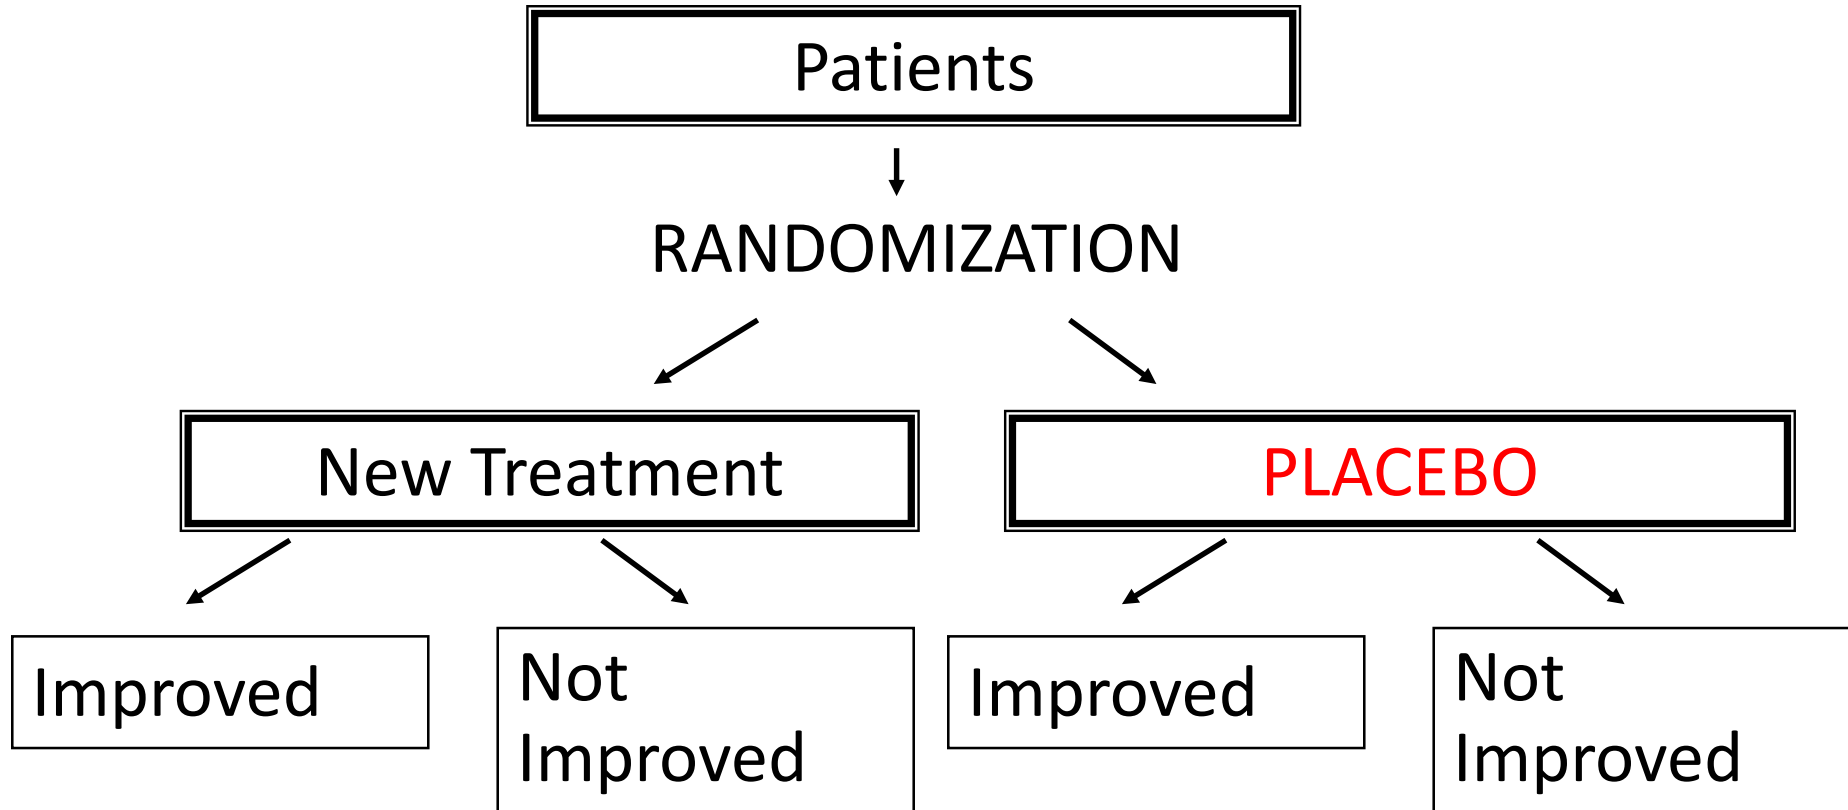 Patients
RANDOMIZATION
New Treatment
PLACEBO
Improved
Not
Improved
Improved
Not
Improved